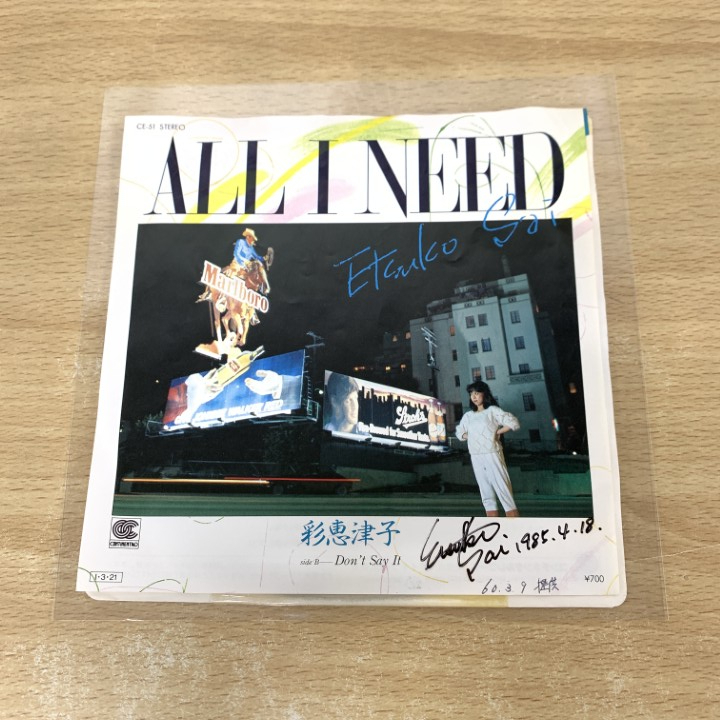 CE-31 STEREO
ALL I NEED
Etsuko Sai
Marlboro
彩恵津子
side B — Don't Say It
CONTINENTAL
Sai 1985.4.18.
¥700
60.3.9